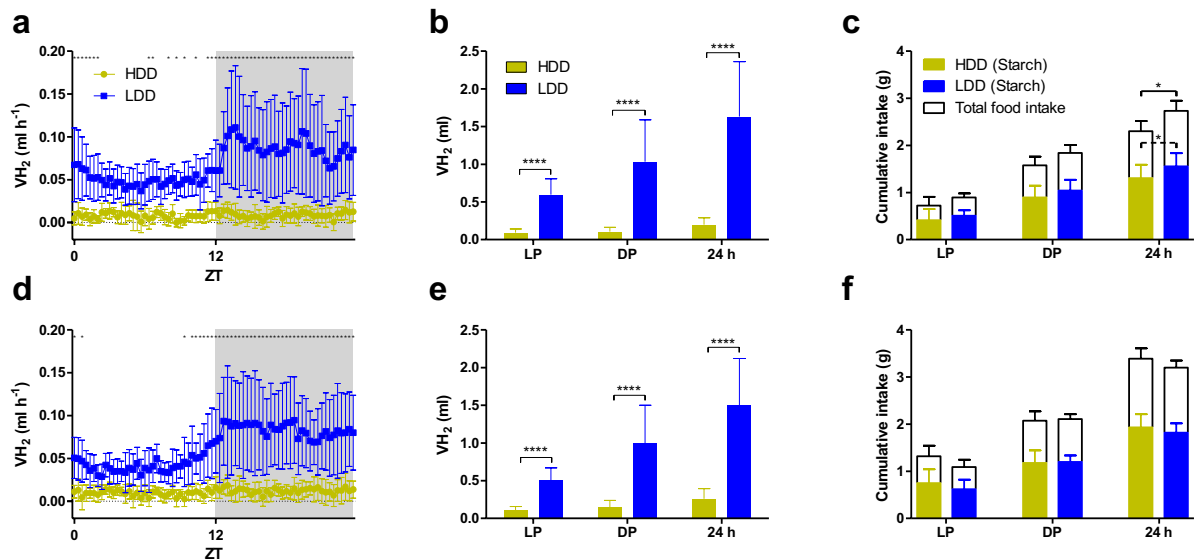 a
0.20
0.15
0.10
0.05
0.00
VH₂ (ml h⁻¹)
HDD
LDD
0
12
ZT
b
2.5
2.0
1.5
1.0
0.5
0.0
VH₂ (ml)
HDD
LDD
****
****
****
LP
DP
24 h
c
4
3
2
1
0
Cumulative intake (g)
HDD (Starch)
LDD (Starch)
Total food intake
*
*
LP
DP
24 h
d
0.20
0.15
0.10
0.05
0.00
VH₂ (ml h⁻¹)
0
12
ZT
e
2.5
2.0
1.5
1.0
0.5
0.0
VH₂ (ml)
****
****
****
LP
DP
24 h
f
4
3
2
1
0
Cumulative intake (g)
LP
DP
24 h